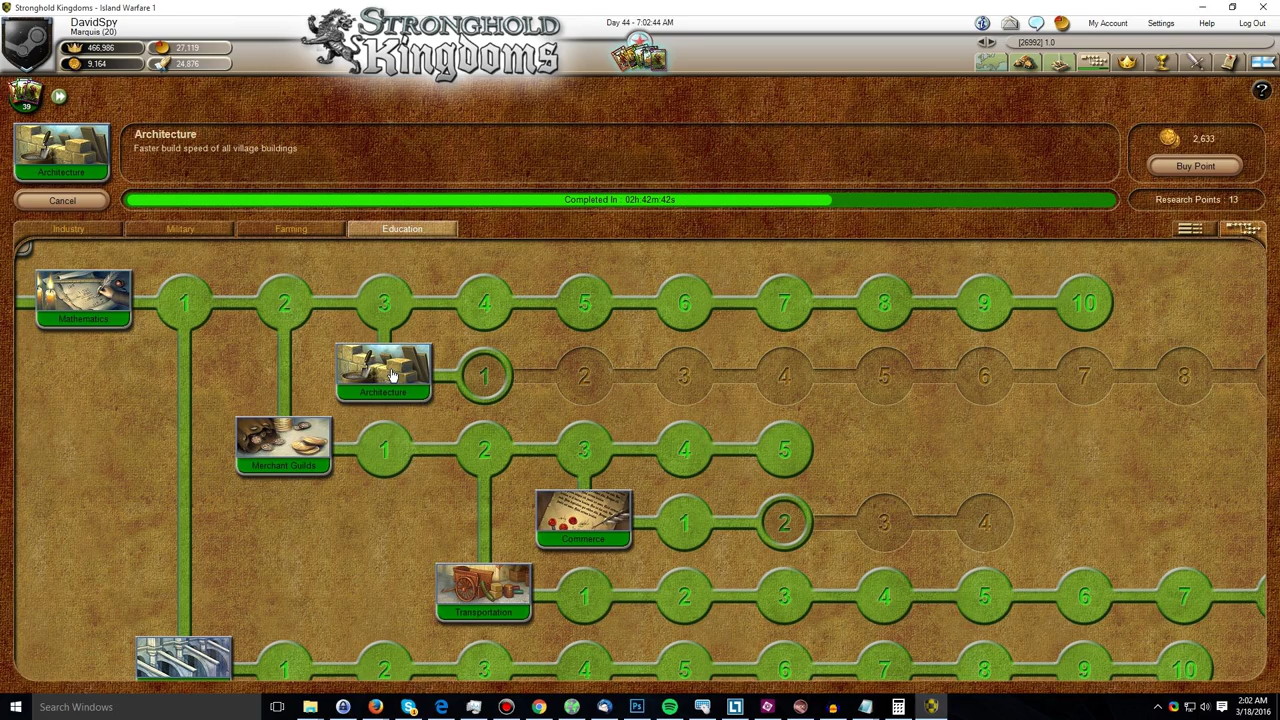 Stronghold Kingdoms - Island Warfare 1
DavidSpy
Marquis (20)
466,986
27,119
9,164
24,876
STRONGHOLD
Kingdoms
Day 44 - 7:02:44 AM
My Account
Settings
Help
Log Out
[26992] 1.0
39
?
Architecture
Architecture
Faster build speed of all village buildings
2,633
Buy Point
Cancel
Completed In : 02h:42m:42s
Research Points : 13
Industry
Military
Farming
Education
Mathematics
1 2 3 4 5 6 7 8 9 10
Architecture
1 2 3 4 5 6 7 8
Merchant Guilds
1 2 3 4 5
Commerce
1 2 3 4
Transportation
1 2 3 4 5 6 7
1 2 3 4 5 6 7 8 9 10
Search Windows
2:02 AM
3/18/2016